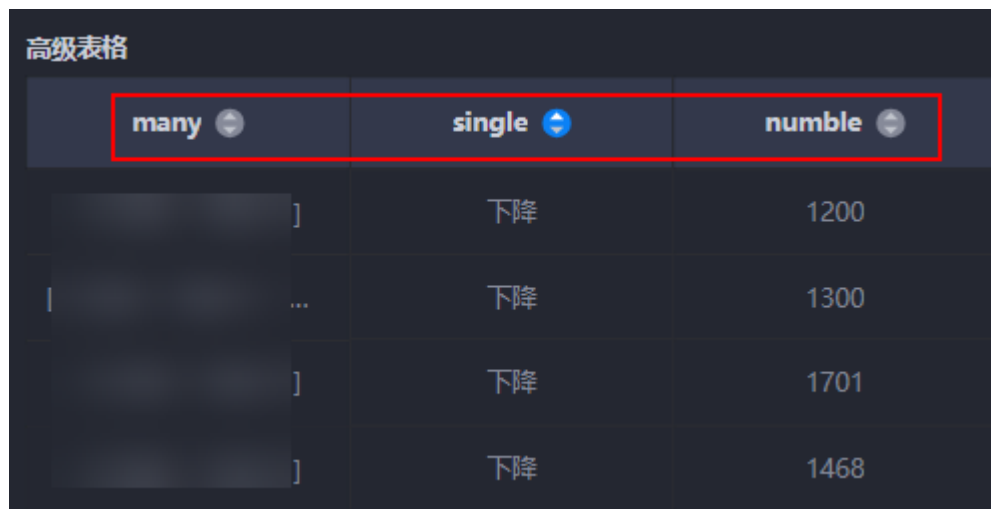 高级表格
many single numble
] 下降 1200
[ ... 下降 1300
] 下降 1701
] 下降 1468